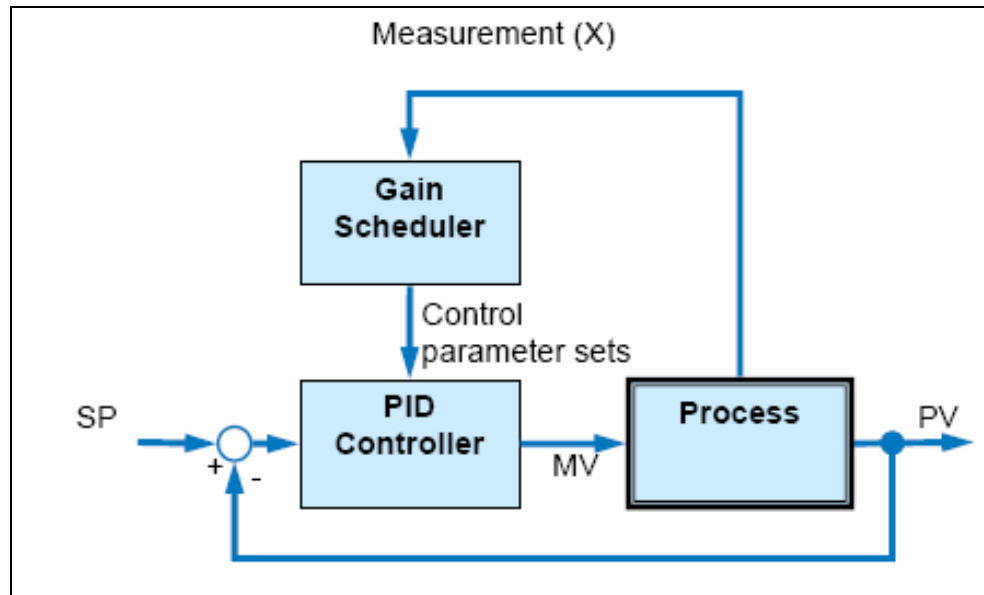 Measurement (X)
Gain
Scheduler
Control
parameter sets
SP
PID
Controller
Process
PV
MV
+
-